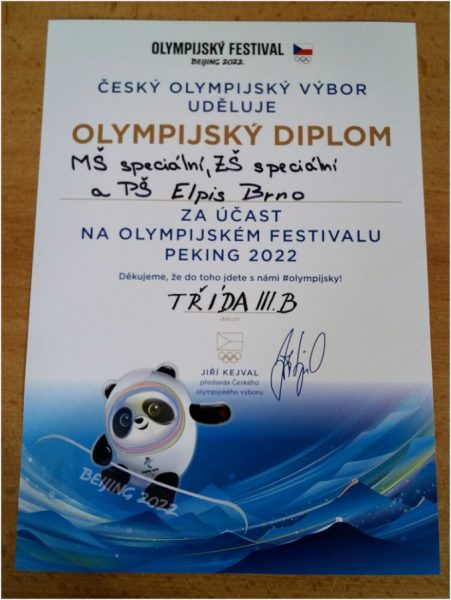 OLYMPIJSKÝ FESTIVAL
BEIJING 2022
ČESKÝ OLYMPIJSKÝ VÝBOR
UDĚLUJE
OLYMPIJSKÝ DIPLOM
MŠ speciální, ZŠ speciální
a PŠ Elpis Brno
ZA ÚČAST
NA OLYMPIJSKÉM FESTIVALU
PEKING 2022
Děkujeme, že do toho jdete s námi #olympijsky!
TŘÍDA III.B
datum
JIŘÍ KEJVAL
předseda Českého
olympijského výboru
BEIJING 2022